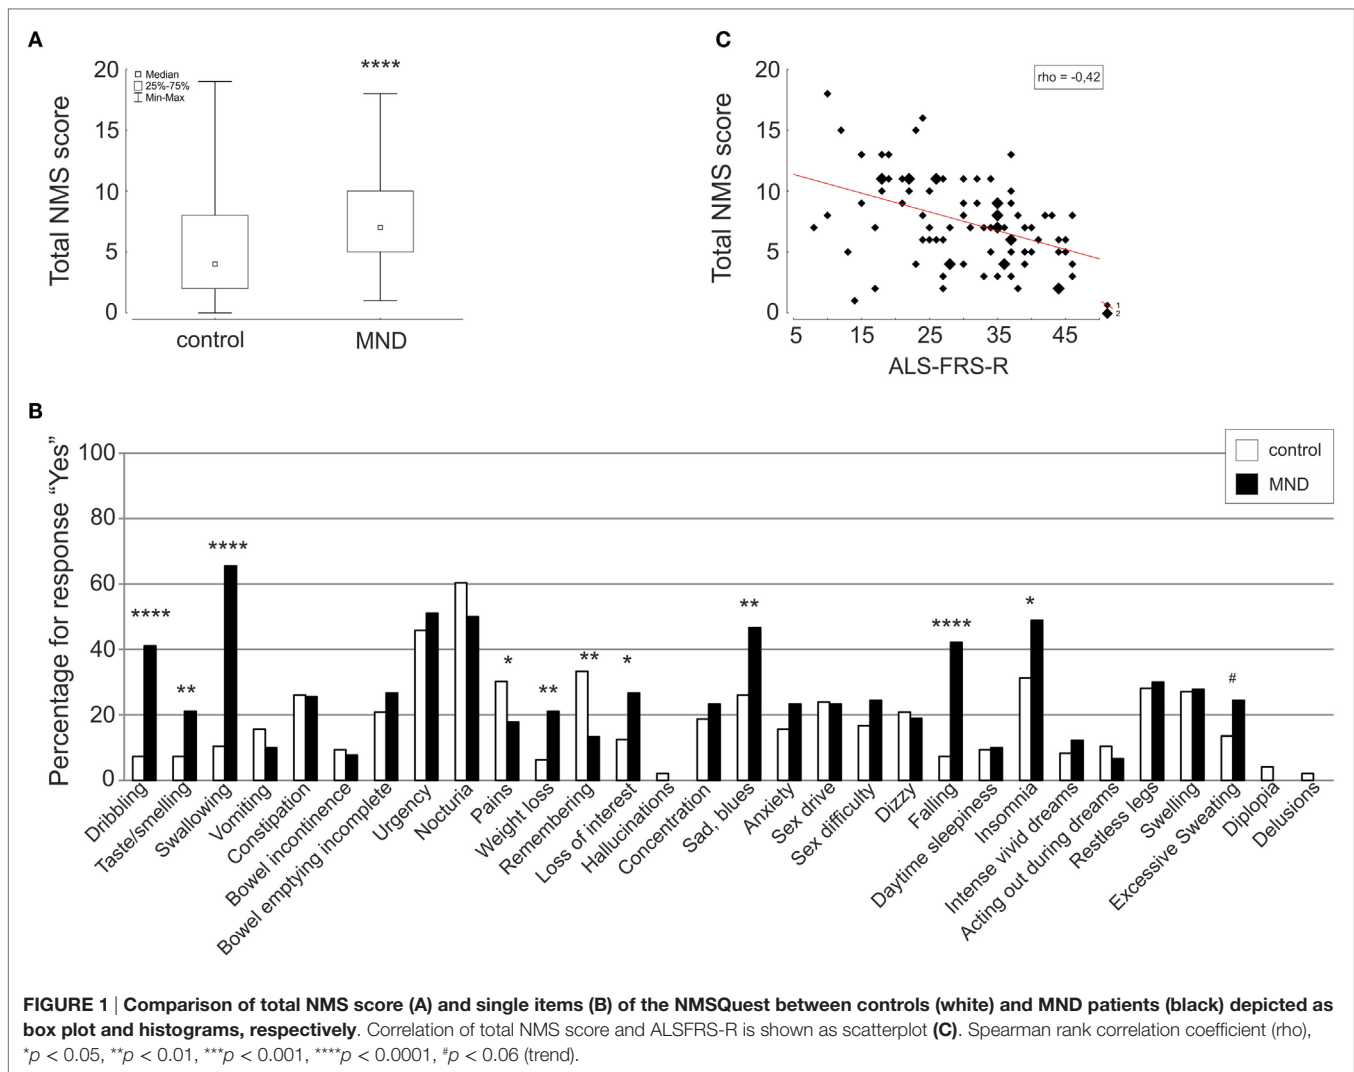 A
Total NMS score
20
15
10
5
0
Median
25%-75%
Min-Max
****
control
MND
C
Total NMS score
20
15
10
5
0
rho = -0,42
1
2
5 15 25 35 45
ALS-FRS-R
B
Percentage for response “Yes”
100
80
60
40
20
0
control
MND
****
**
****
*
**
**
*
**
****
*
#
Dribbling
Taste/smelling
Swallowing
Vomiting
Constipation
Bowel incontinence
Bowel emptying incomplete
Urgency
Nocturia
Pains
Weight loss
Remembering
Loss of interest
Hallucinations
Concentration
Sad, blues
Anxiety
Sex drive
Sex difficulty
Dizzy
Falling
Daytime sleepiness
Insomnia
Intense vivid dreams
Acting out during dreams
Restless legs
Swelling
Excessive Sweating
Diplopia
Delusions
FIGURE 1 | Comparison of total NMS score (A) and single items (B) of the NMSQuest between controls (white) and MND patients (black) depicted as
box plot and histograms, respectively. Correlation of total NMS score and ALSFRS-R is shown as scatterplot (C). Spearman rank correlation coefficient (rho),
*p < 0.05, **p < 0.01, ***p < 0.001, ****p < 0.0001, #p < 0.06 (trend).